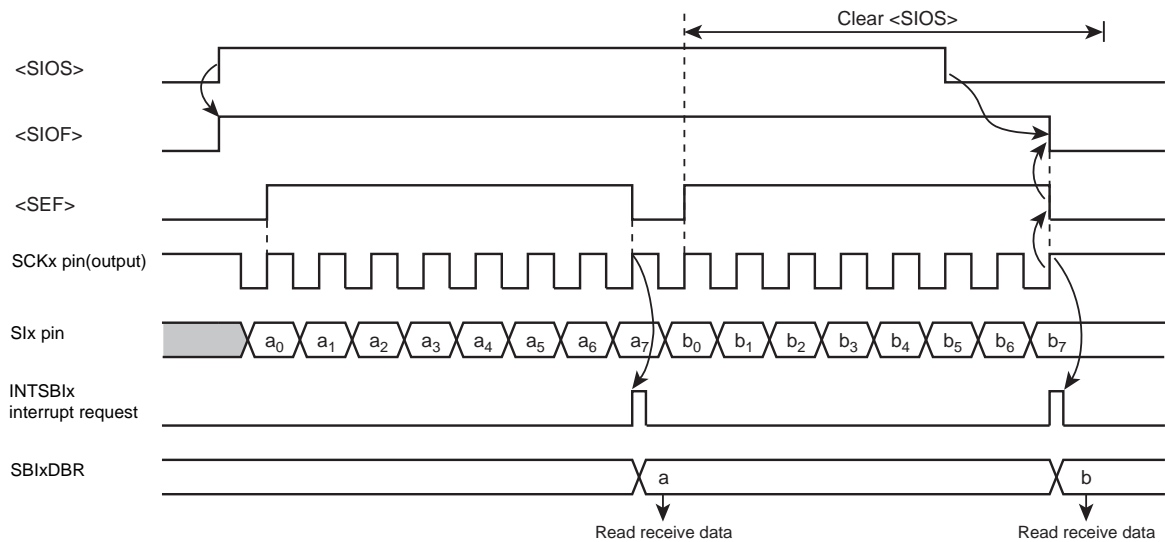 Clear <SIOS>
<SIOS>
<SIOF>
<SEF>
SCKx pin(output)
SIx pin
a0 a1 a2 a3 a4 a5 a6 a7 b0 b1 b2 b3 b4 b5 b6 b7
INTSBIx
interrupt request
SBIxDBR
a b
Read receive data Read receive data